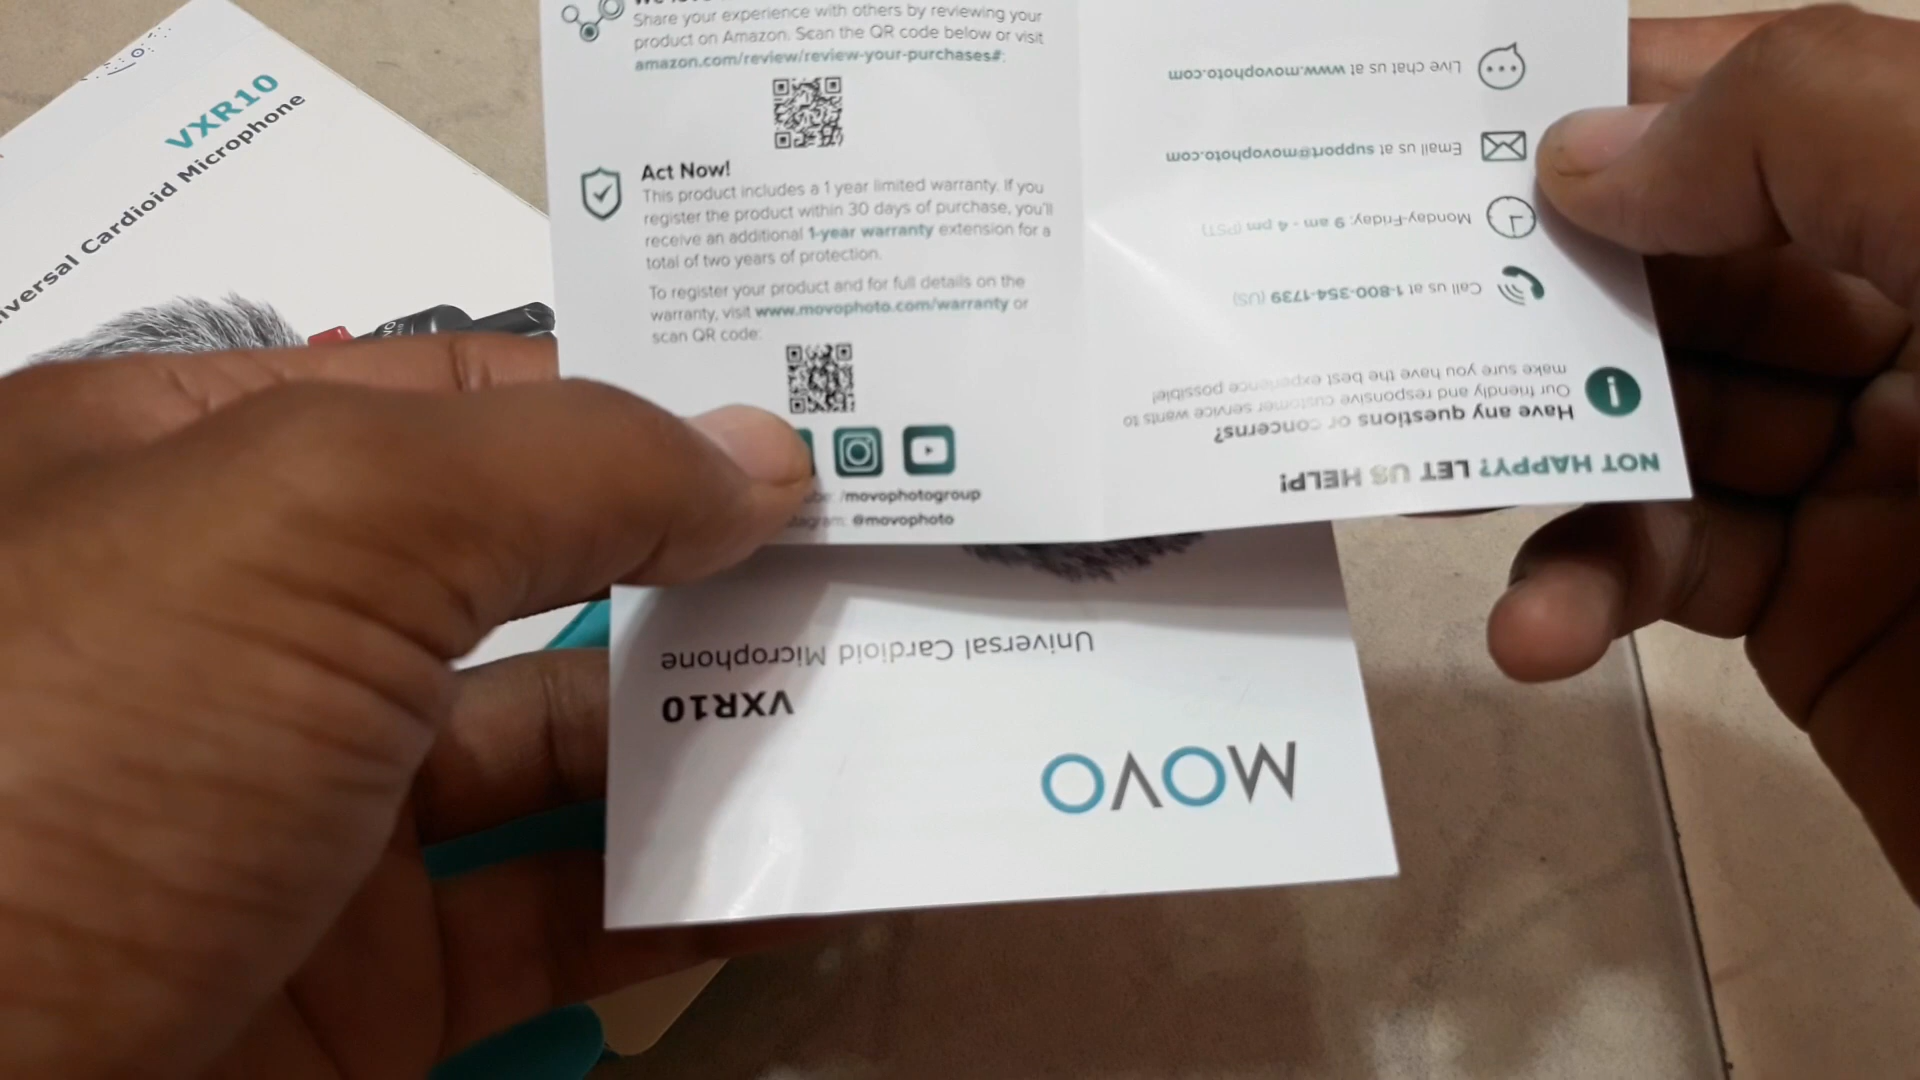 VXR10
Universal Cardioid Microphone
Share your experience with others by reviewing your
product on Amazon. Scan the QR code below or visit
amazon.com/review/review-your-purchases#:
Act Now!
This product includes a 1 year limited warranty. If you
register the product within 30 days of purchase, you'll
receive an additional 1-year warranty extension for a
total of two years of protection.
To register your product and for full details on the
warranty, visit www.movophoto.com/warranty or
scan QR code:
/movophotogroup
@movophoto
NOT HAPPY? LET US HELP!
Have any questions or concerns?
Our friendly and responsive customer service wants to
make sure you have the best experience possible!
Call us at 1-800-354-1739 (US)
Monday-Friday: 9 am - 4 pm (PST)
Email us at support@movophoto.com
Live chat us at www.movophoto.com
MOVO
VXR10
Universal Cardioid Microphone